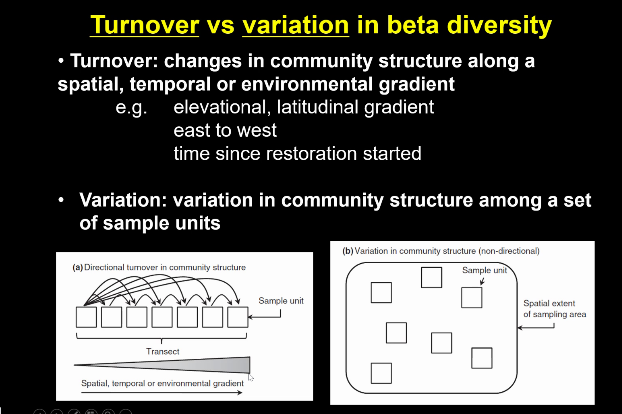 Turnover vs variation in beta diversity
• Turnover: changes in community structure along a
spatial, temporal or environmental gradient
e.g. elevational, latitudinal gradient
east to west
time since restoration started
• Variation: variation in community structure among a set
of sample units
(a) Directional turnover in community structure
Sample unit
Transect
Spatial, temporal or environmental gradient
(b) Variation in community structure (non-directional)
Sample unit
Spatial extent
of sampling area